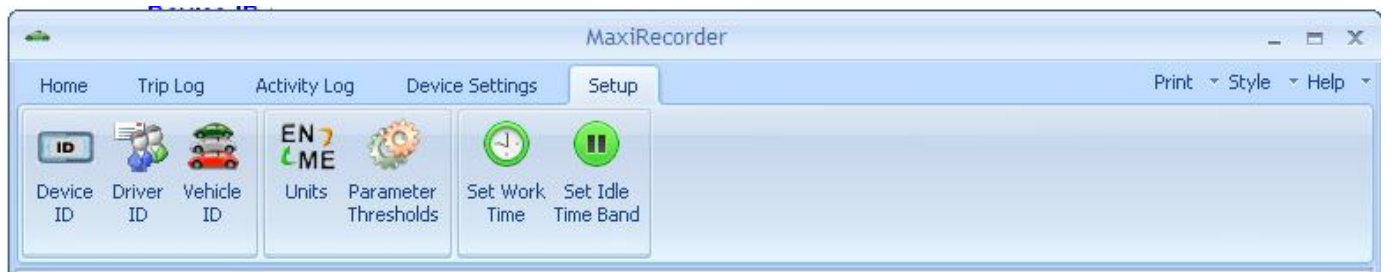 MaxiRecorder
Home Trip Log Activity Log Device Settings Setup Print Style Help
ID EN
ME
Device Driver Vehicle Units Parameter Set Work Set Idle
ID ID ID Thresholds Time Time Band